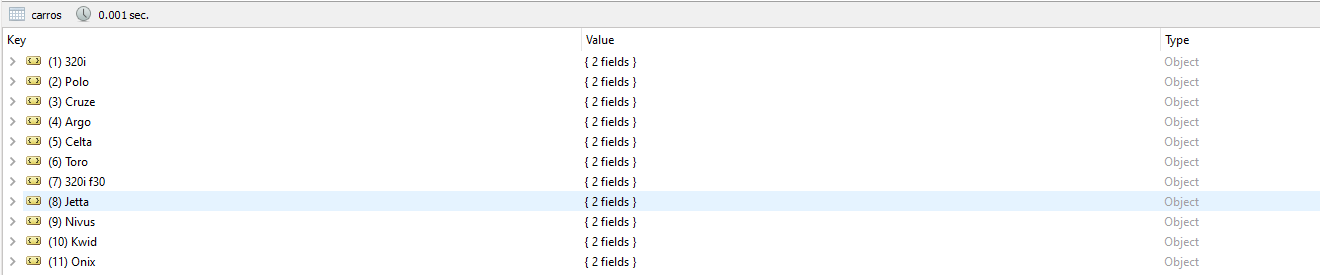 carros 0.001 sec.
Key Value Type
(1) 320i { 2 fields } Object
(2) Polo { 2 fields } Object
(3) Cruze { 2 fields } Object
(4) Argo { 2 fields } Object
(5) Celta { 2 fields } Object
(6) Toro { 2 fields } Object
(7) 320i f30 { 2 fields } Object
(8) Jetta { 2 fields } Object
(9) Nivus { 2 fields } Object
(10) Kwid { 2 fields } Object
(11) Onix { 2 fields } Object